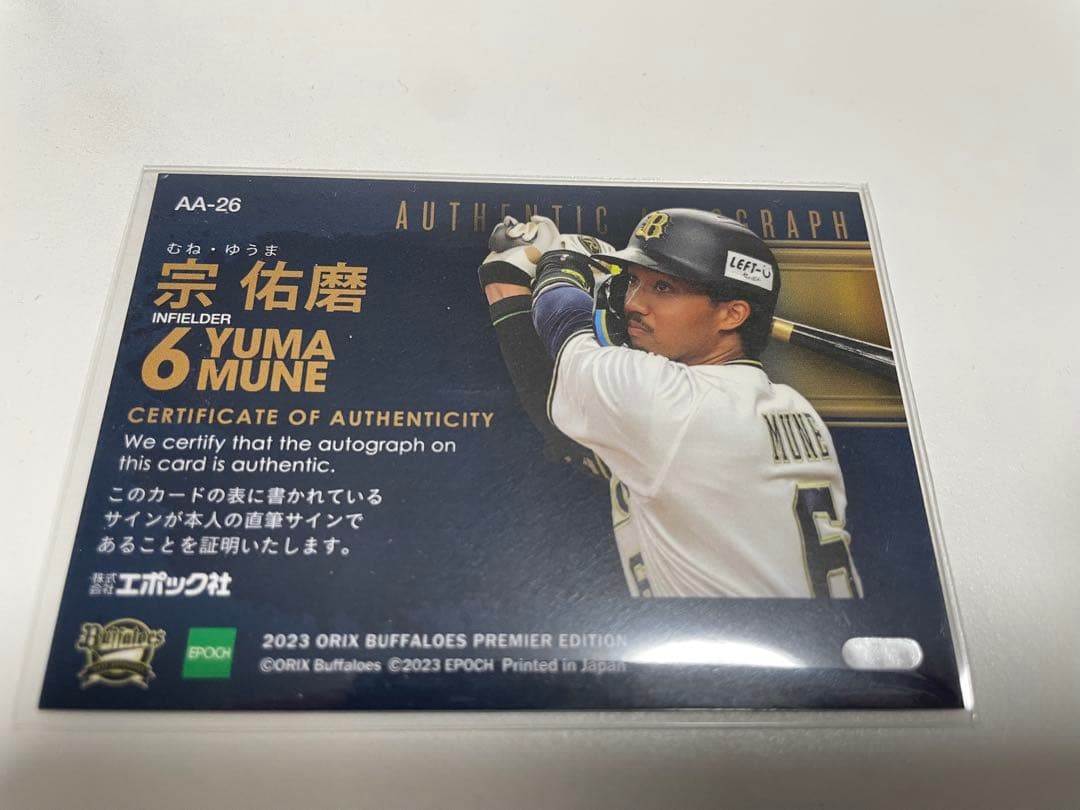 AA-26
AUTHENTIC AUTOGRAPH
むね・ゆうま
宗 佑磨
INFIELDER
6 YUMA MUNE
CERTIFICATE OF AUTHENTICITY
We certify that the autograph on
this card is authentic.
このカードの表に書かれている
サインが本人の直筆サインで
あることを証明いたします。
株式会社エポック社
B
LEFT-U
MUNE
6
Buffaloes
EPOCH
2023 ORIX BUFFALOES PREMIER EDITION
©ORIX Buffaloes ©2023 EPOCH Printed in Japan